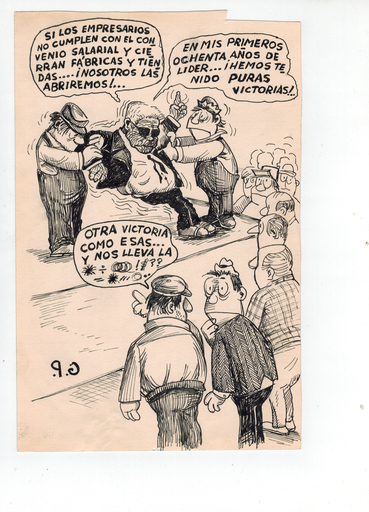 SI LOS EMPRESARIOS
NO CUMPLEN CON EL CON
VENIO SALARIAL Y CIE
RRAN FÁBRICAS Y TIEN
DAS.... ¡NOSOTROS LAS
ABRIREMOS!...
EN MIS PRIMEROS
OCHENTA AÑOS DE
LIDER... ¡HEMOS TE
NIDO PURAS
VICTORIAS!..
OTRA VICTORIA
COMO ESAS...
Y NOS LLEVA LA
!??
G.P.